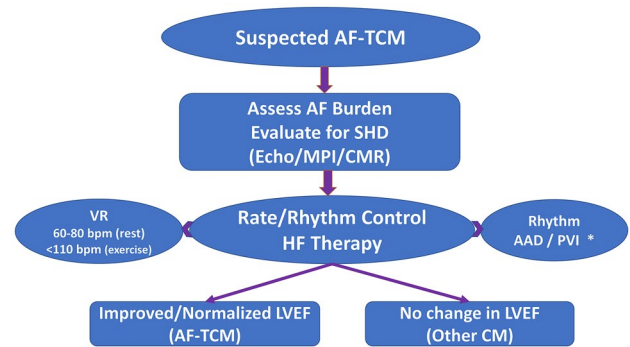 Suspected AF-TCM
Assess AF Burden
Evaluate for SHD
(Echo/MPI/CMR)
VR
60-80 bpm (rest)
<110 bpm (exercise)
Rate/Rhythm Control
HF Therapy
Rhythm
AAD / PVI *
Improved/Normalized LVEF
(AF-TCM)
No change in LVEF
(Other CM)